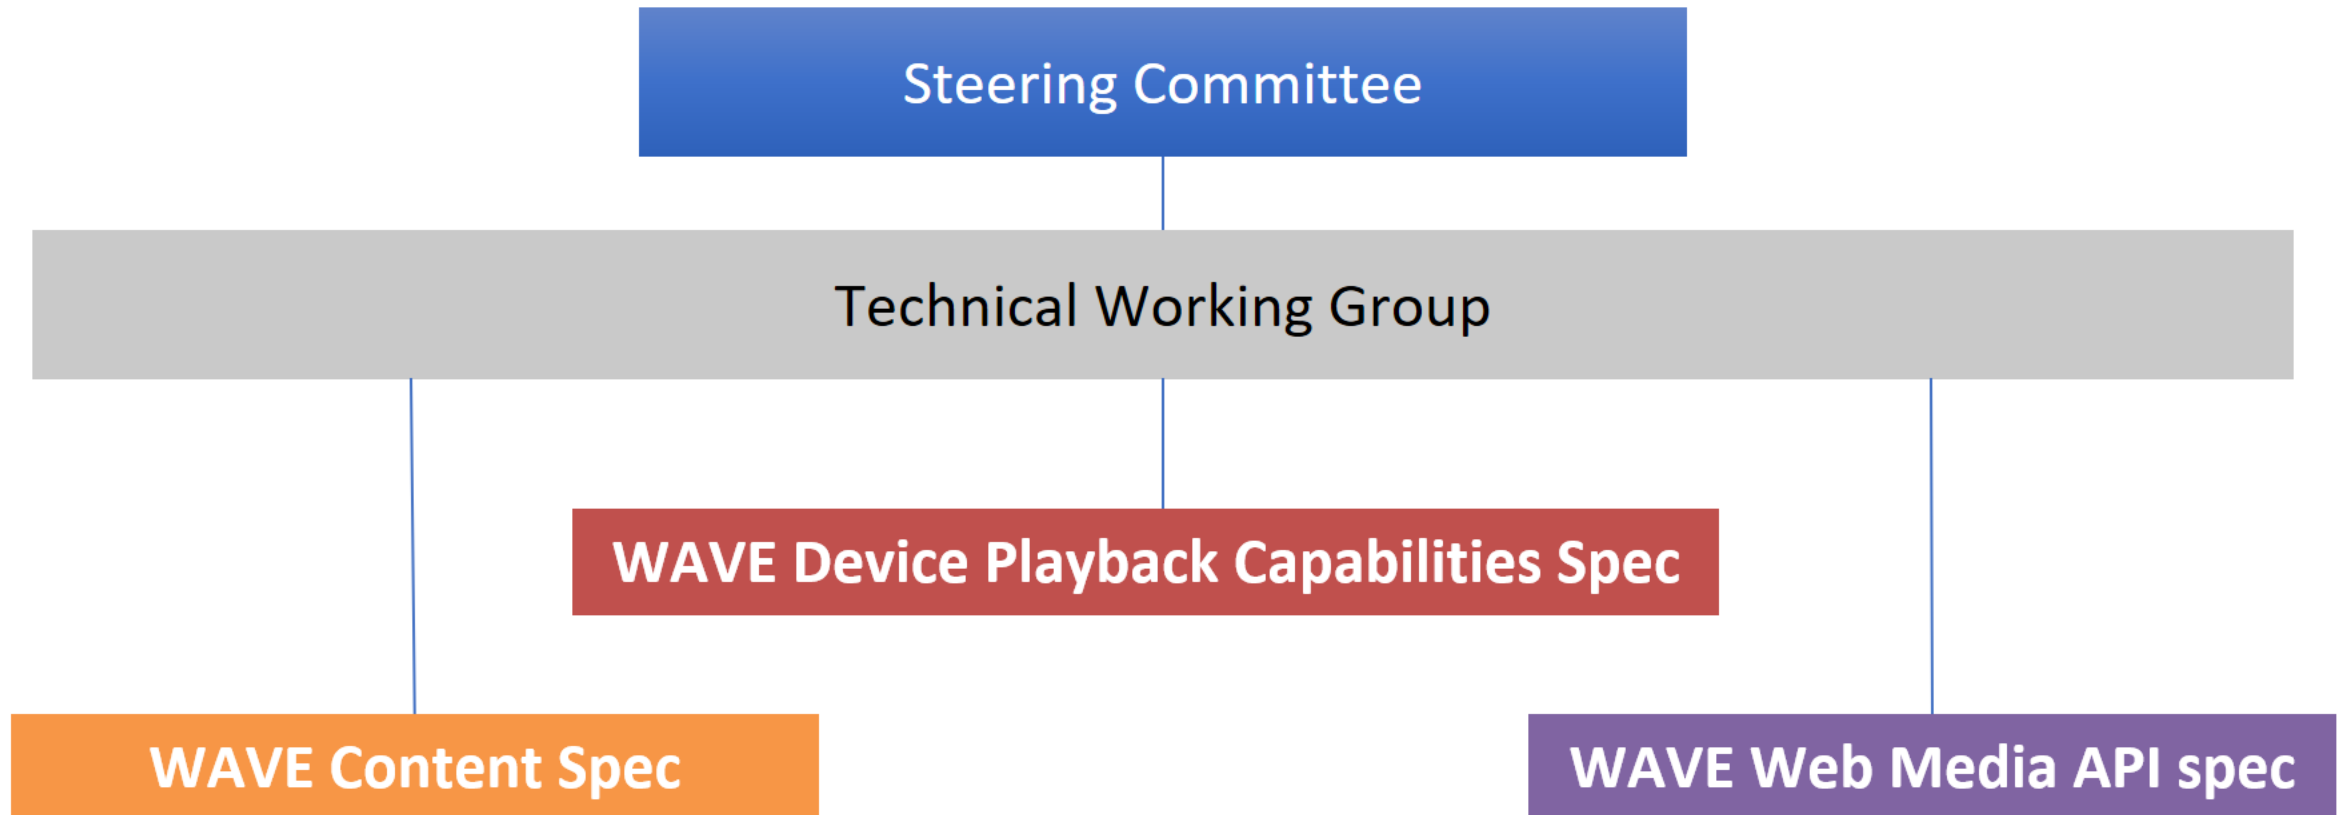 Steering Committee
Technical Working Group
WAVE Device Playback Capabilities Spec
WAVE Content Spec
WAVE Web Media API spec